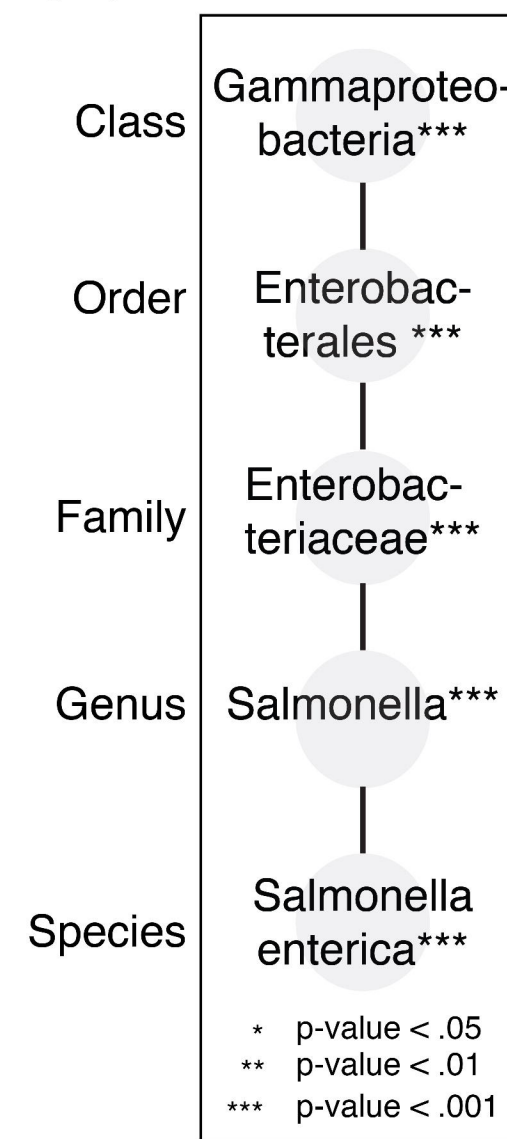 Class
Gammaproteo-
bacteria***
Order
Enterobac-
terales ***
Family
Enterobac-
teriaceae***
Genus
Salmonella***
Species
Salmonella
enterica***
* p-value < .05
** p-value < .01
*** p-value < .001